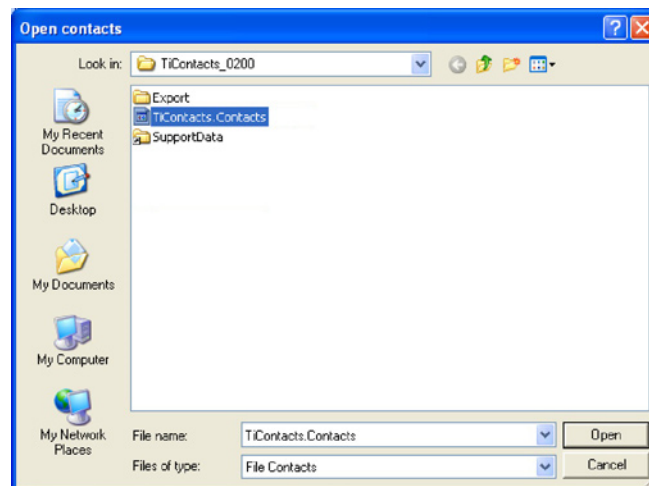 Open contacts
Look in: TiContacts_0200
Export
TiContacts.Contacts
SupportData
My Recent
Documents
Desktop
My Documents
My Computer
My Network
Places
File name: TiContacts.Contacts Open
Files of type: File Contacts Cancel